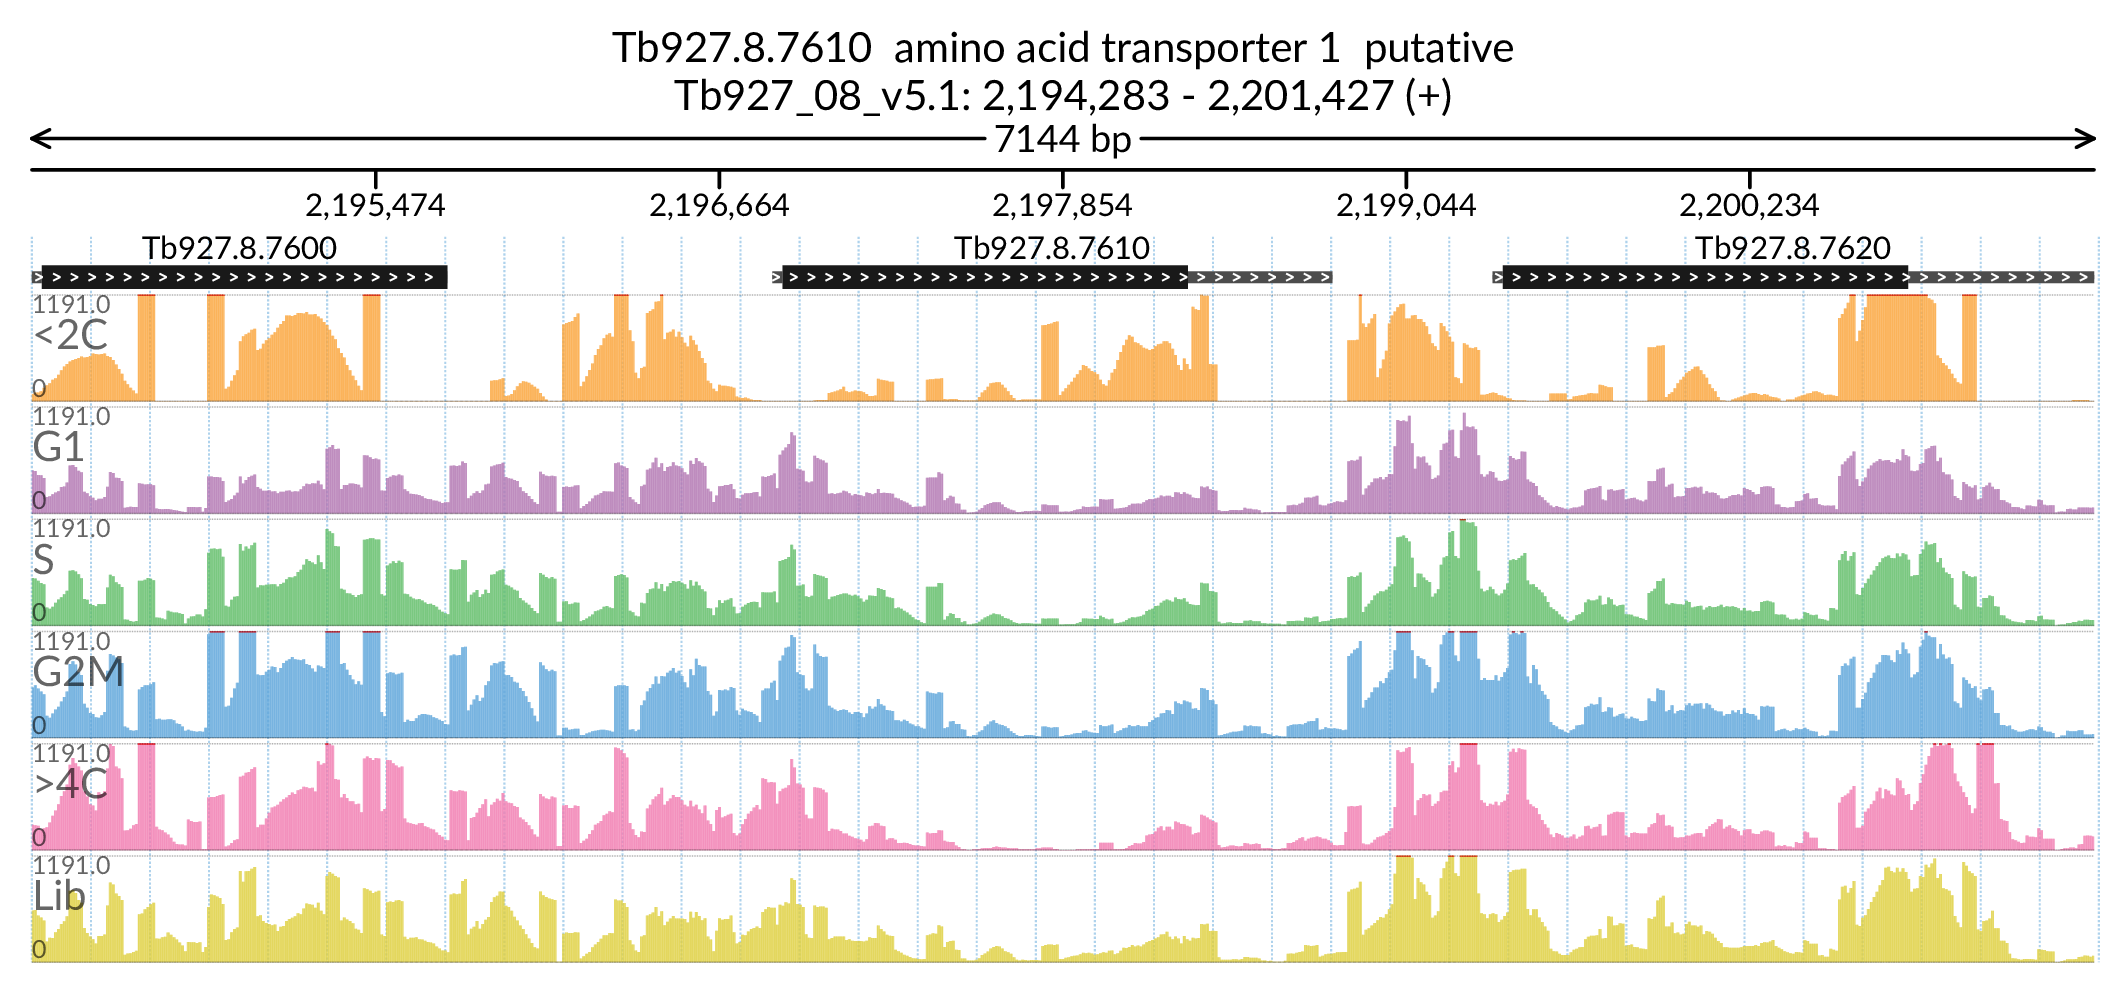 Tb927.8.7610 amino acid transporter 1 putative
Tb927_08_v5.1: 2,194,283 - 2,201,427 (+)
7144 bp
2,195,474 2,196,664 2,197,854 2,199,044 2,200,234
Tb927.8.7600 Tb927.8.7610 Tb927.8.7620
1191.0
<2C
0
1191.0
G1
0
1191.0
S
0
1191.0
G2M
0
1191.0
>4C
0
1191.0
Lib
0